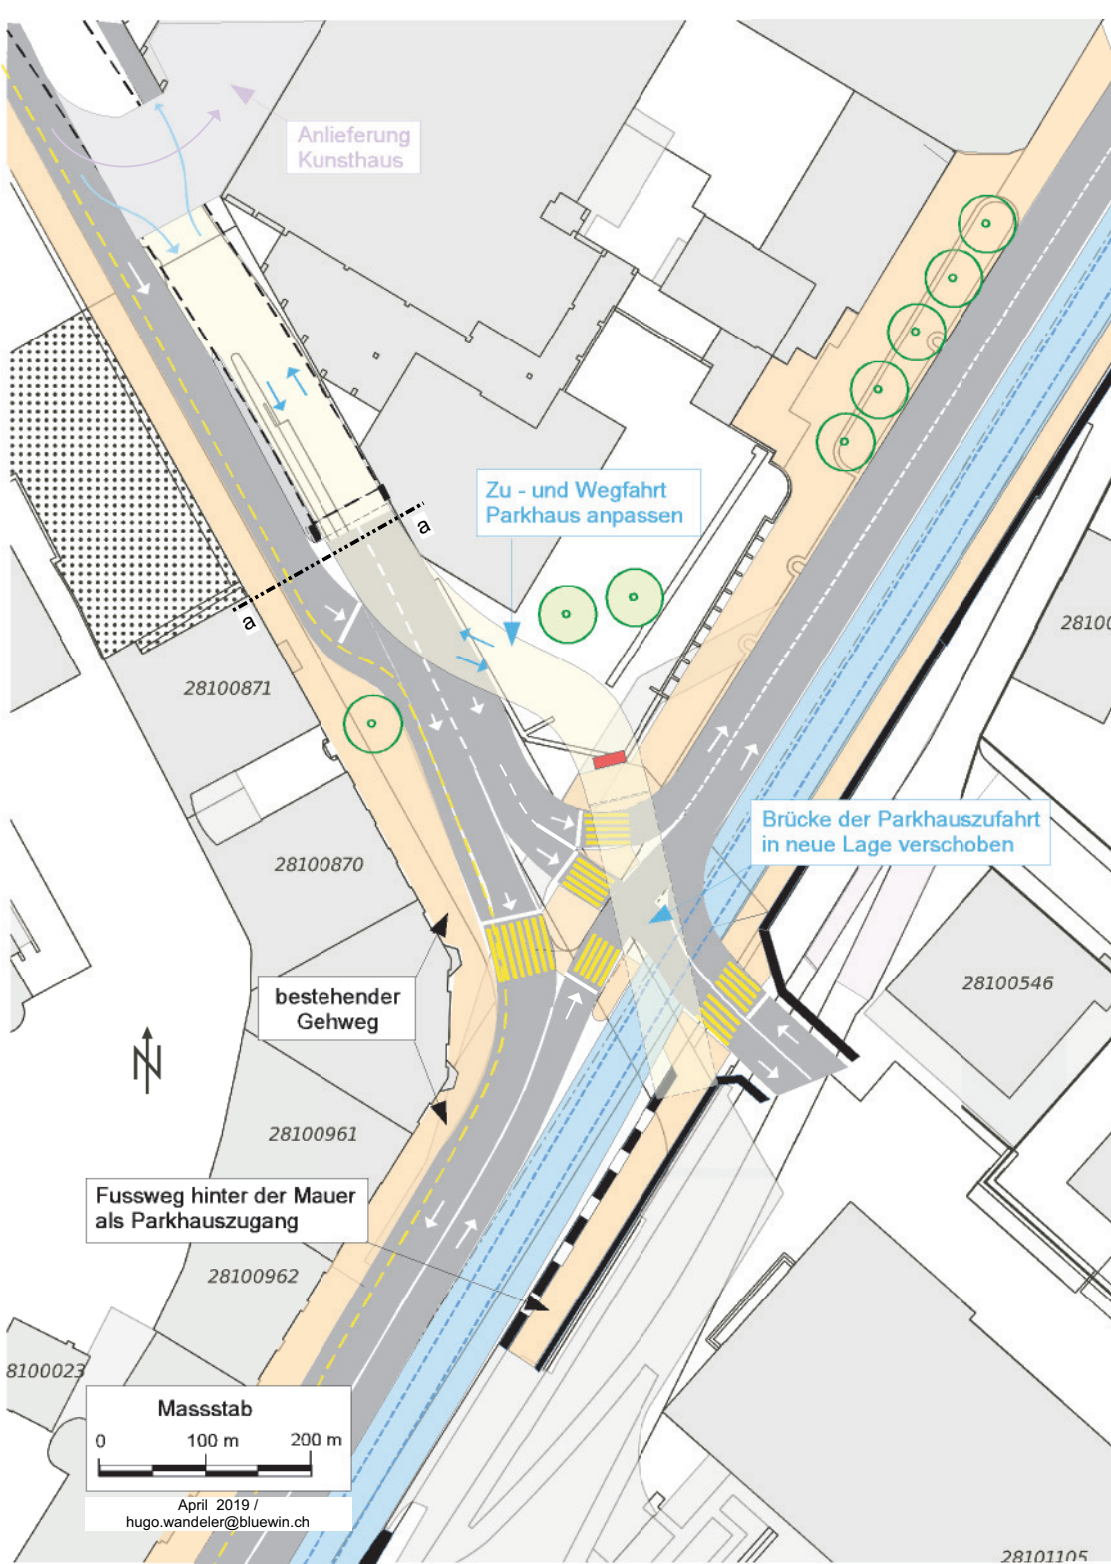 Anlieferung
Kunsthaus
Zu - und Wegfahrt
Parkhaus anpassen
a
a
28100
28100871
Brücke der Parkhauszufahrt
in neue Lage verschoben
28100870
28100546
bestehender
Gehweg
N
28100961
Fussweg hinter der Mauer
als Parkhauszugang
28100962
8100023
Massstab
0 100 m 200 m
April 2019 /
hugo.wandeler@bluewin.ch
28101105